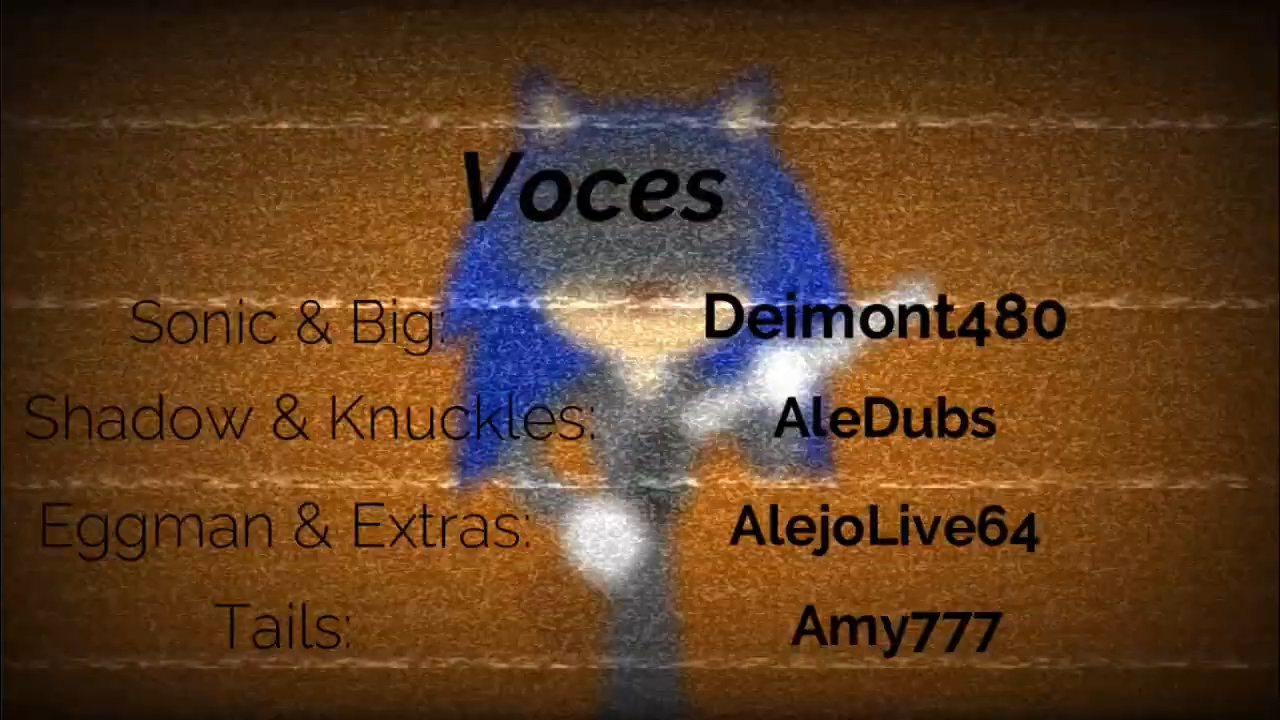 Voces
Sonic & Big: Deimont480
Shadow & Knuckles: AleDubs
Eggman & Extras: AlejoLive64
Tails: Amy777